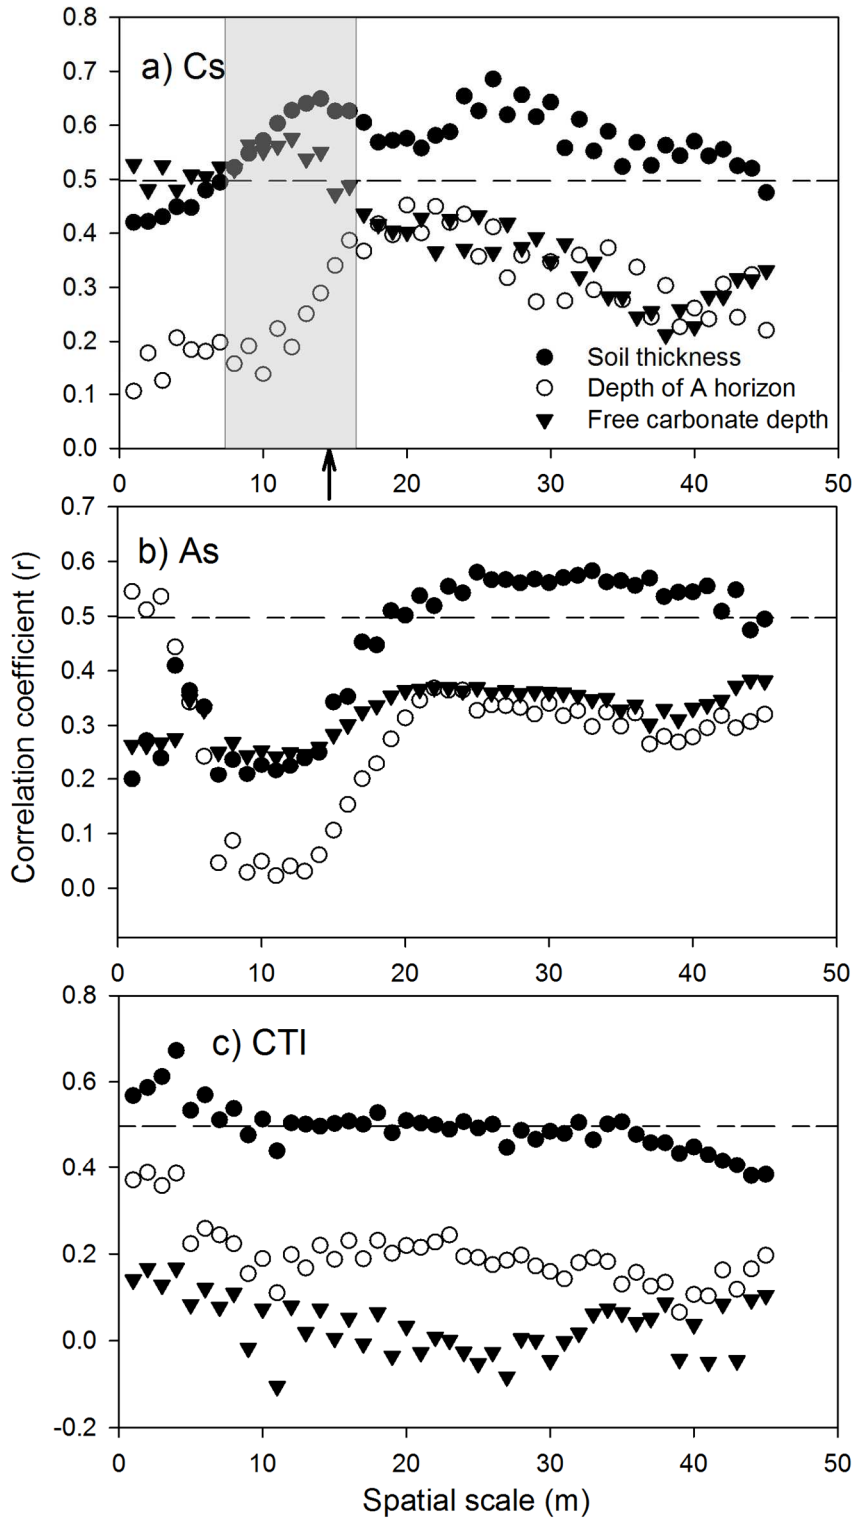 0.8
a) Cs
0.7
0.6
0.5
0.4
0.3
0.2
0.1
0.0
Soil thickness
Depth of A horizon
Free carbonate depth
0 10 20 30 40 50
0.7
b) As
0.6
0.5
0.4
0.3
0.2
0.1
0.0
0 10 20 30 40 50
Correlation coefficient (r)
0.8
c) CTI
0.6
0.4
0.2
0.0
-0.2
0 10 20 30 40 50
Spatial scale (m)